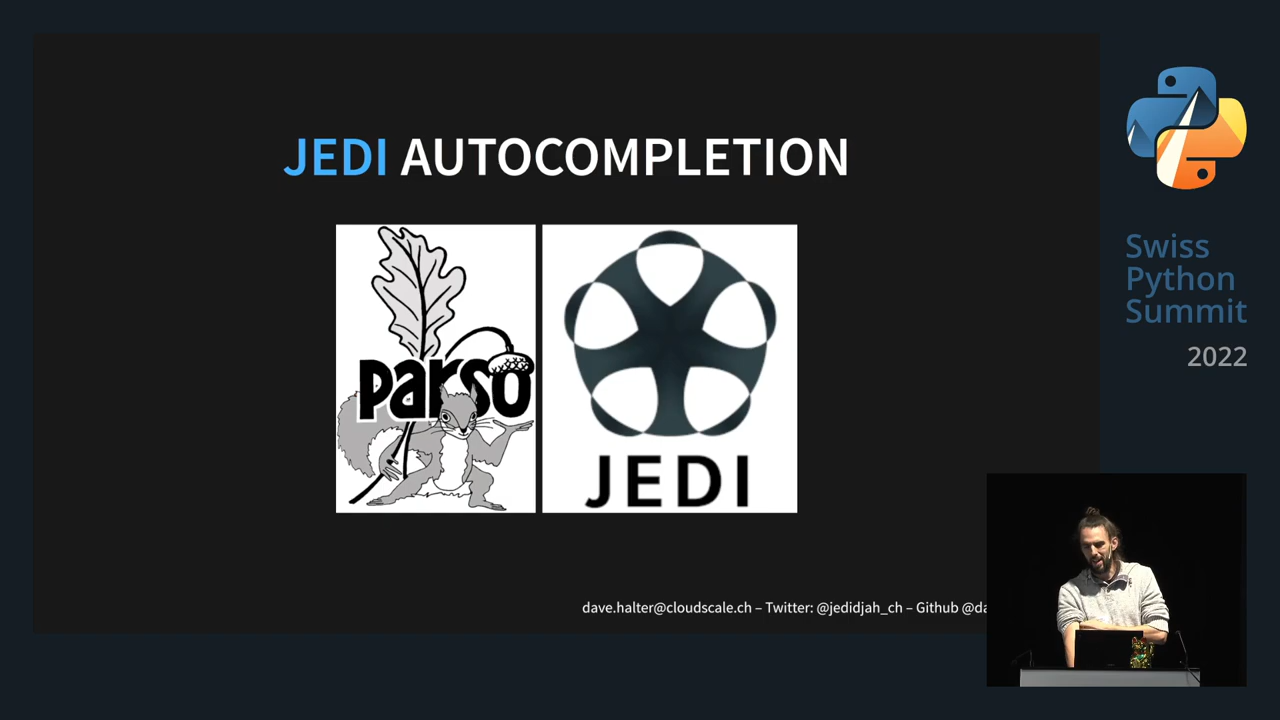 JEDI AUTOCOMPLETION
parso
JEDI
dave.halter@cloudscale.ch – Twitter: @jedidjah_ch – Github @da
Swiss
Python
Summit
2022